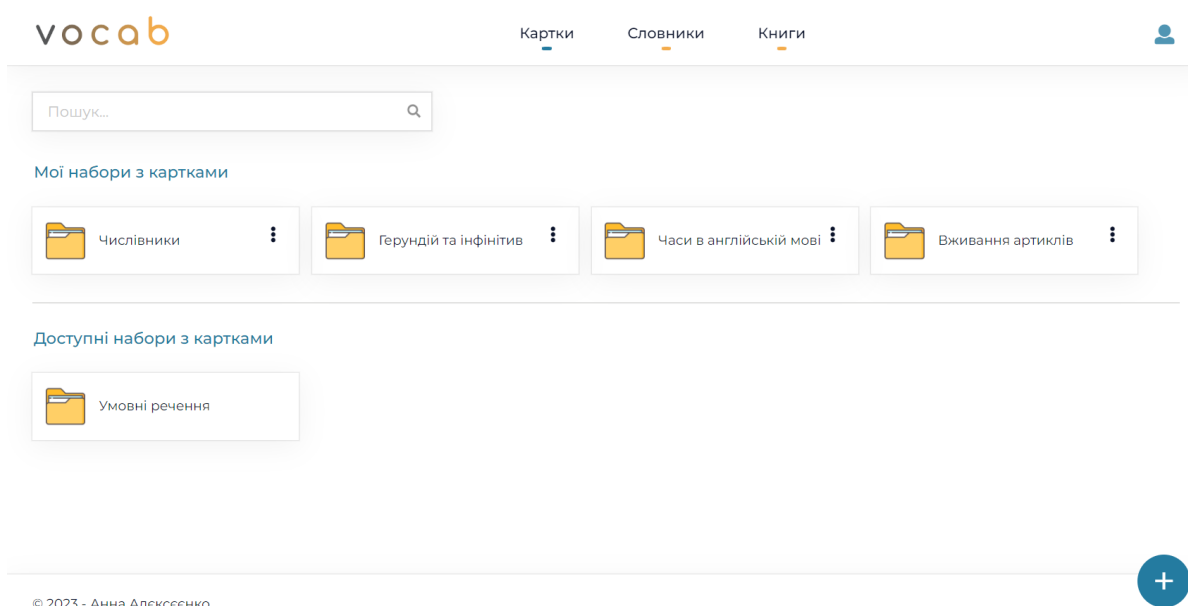 vocab
Картки Словники Книги
Пошук...
Мої набори з картками
Числівники Герундій та інфінітив Часи в англійській мові Вживання артиклів
Доступні набори з картками
Умовні речення
© 2023 - Анна Алєксєєнко